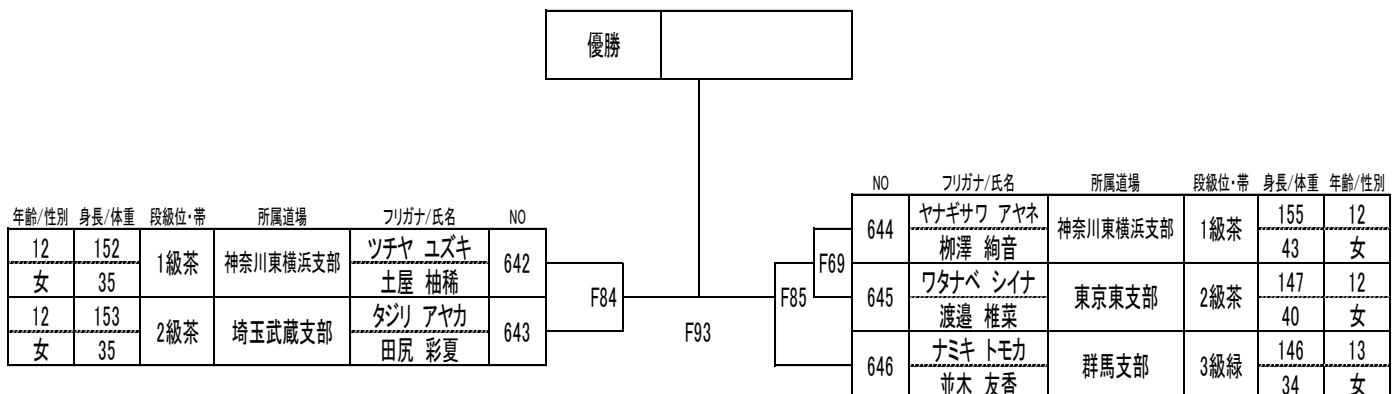 優勝
年齢/性別 身長/体重 段級位・帯 所属道場 フリガナ/氏名 NO
12 152 1級茶 神奈川東横浜支部 ツチヤ ユズキ 642
女 35 土屋 柚稀
12 153 2級茶 埼玉武蔵支部 タジリ アヤカ 643
女 35 田尻 彩夏
F84
F93
F85
F69
NO フリガナ/氏名 所属道場 段級位・帯 身長/体重 年齢/性別
644 ヤナギサワ アヤネ 神奈川東横浜支部 1級茶 155 12
柳澤 絢音 43 女
645 ワタナベ シイナ 東京東支部 2級茶 147 12
渡邉 椎菜 40 女
646 ナミキ トモカ 群馬支部 3級緑 146 13
並木 友香 34 女